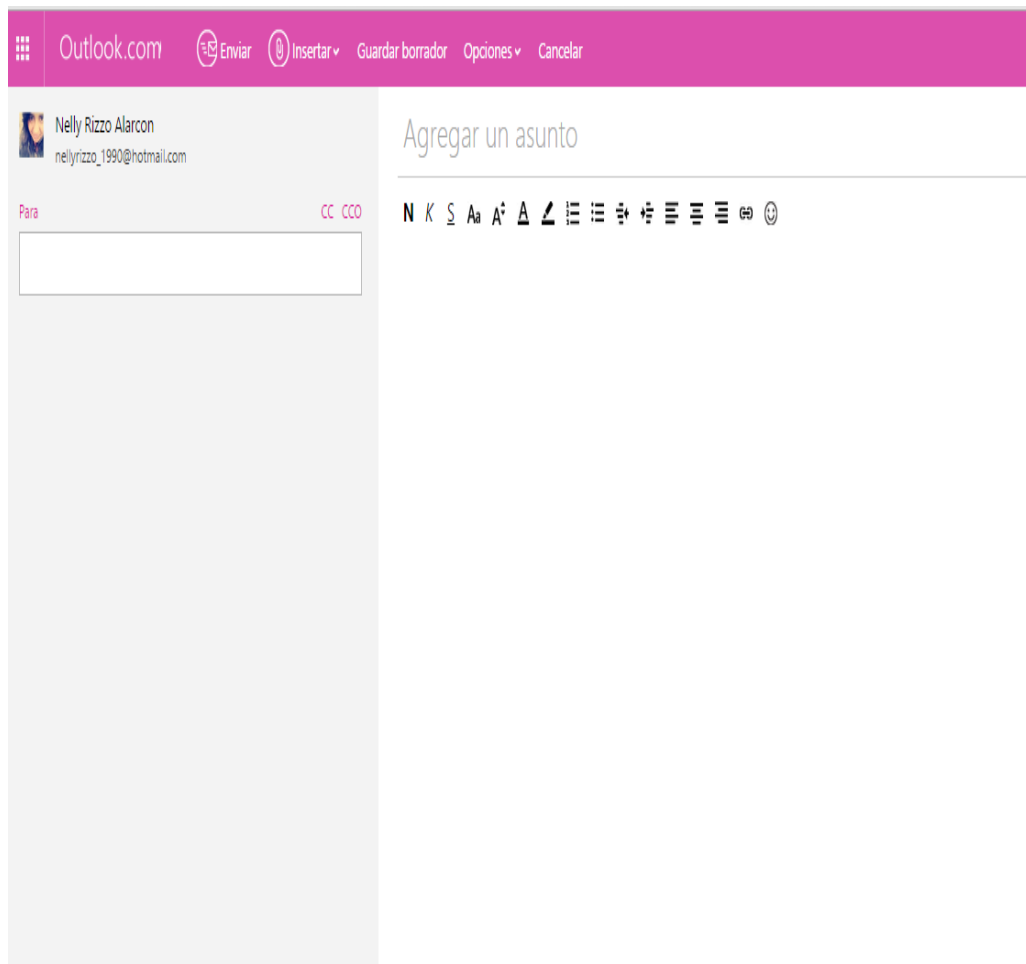 Outlook.com Enviar Insertar Guardar borrador Opciones Cancelar
Nelly Rizzo Alarcon
nellyrizzo_1990@hotmail.com
Agregar un asunto
Para CC CCO
N K S Aa A A